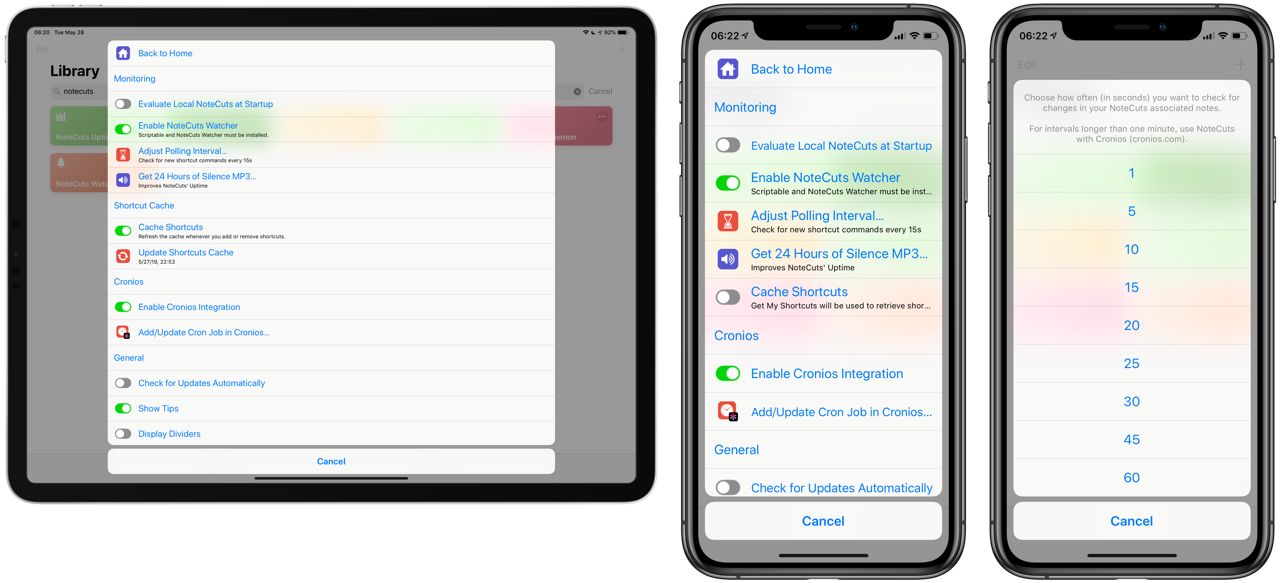 06:20 Tue May 28
92%
Edit
Library
notecuts
Cancel
NoteCuts
NoteCuts
Back to Home
Monitoring
Evaluate Local NoteCuts at Startup
Enable NoteCuts Watcher
Scriptable and NoteCuts Watcher must be installed.
Adjust Polling Interval...
Check for new shortcut commands every 15s
Get 24 Hours of Silence MP3...
Improves NoteCuts' Uptime
Shortcut Cache
Cache Shortcuts
Refresh the cache whenever you add or remove shortcuts.
Update Shortcuts Cache
5/27/19, 22:53
Cronios
Enable Cronios Integration
Add/Update Cron Job in Cronios...
General
Check for Updates Automatically
Show Tips
Display Dividers
Cancel
06:22
Back to Home
Monitoring
Evaluate Local NoteCuts at Startup
Enable NoteCuts Watcher
Scriptable and NoteCuts Watcher must be inst...
Adjust Polling Interval...
Check for new shortcut commands every 15s
Get 24 Hours of Silence MP3...
Improves NoteCuts' Uptime
Cache Shortcuts
Get My Shortcuts will be used to retrieve shor...
Cronios
Enable Cronios Integration
Add/Update Cron Job in Cronios...
General
Check for Updates Automatically
Cancel
06:22
Edit
Choose how often (in seconds) you want to check for
changes in your NoteCuts associated notes.
For intervals longer than one minute, use NoteCuts
with Cronios (cronios.com).
1
5
10
15
20
25
30
45
60
Cancel